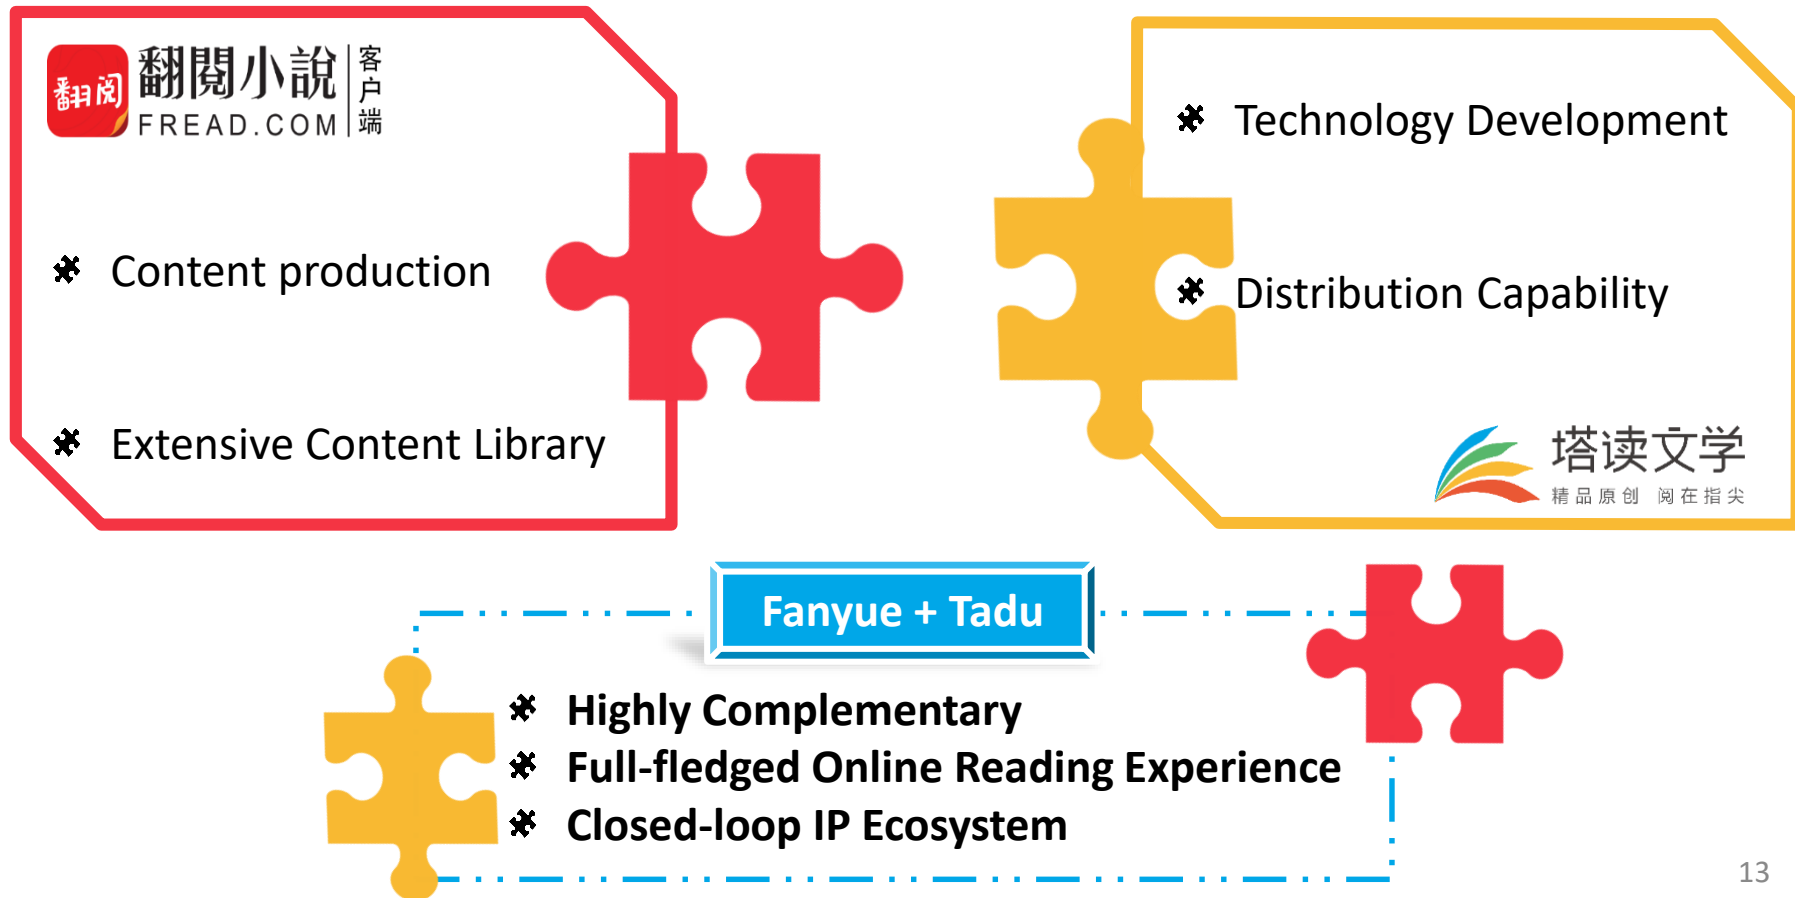 翻阅
翻閱小說
FREAD.COM
客户端
Content production
Extensive Content Library
Technology Development
Distribution Capability
塔读文学
精品原创 阅在指尖
Fanyue + Tadu
Highly Complementary
Full-fledged Online Reading Experience
Closed-loop IP Ecosystem
13